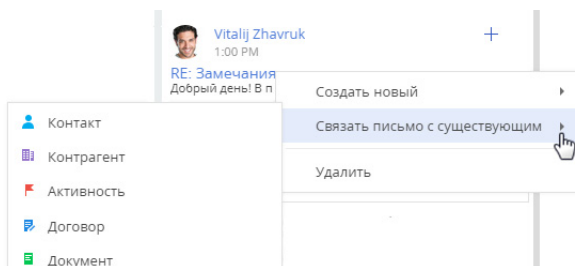 Vitalij Zhavruk
1:00 PM
RE: Замечания
Добрый день! В п
Создать новый
Связать письмо с существующим
Удалить
Контакт
Контрагент
Активность
Договор
Документ